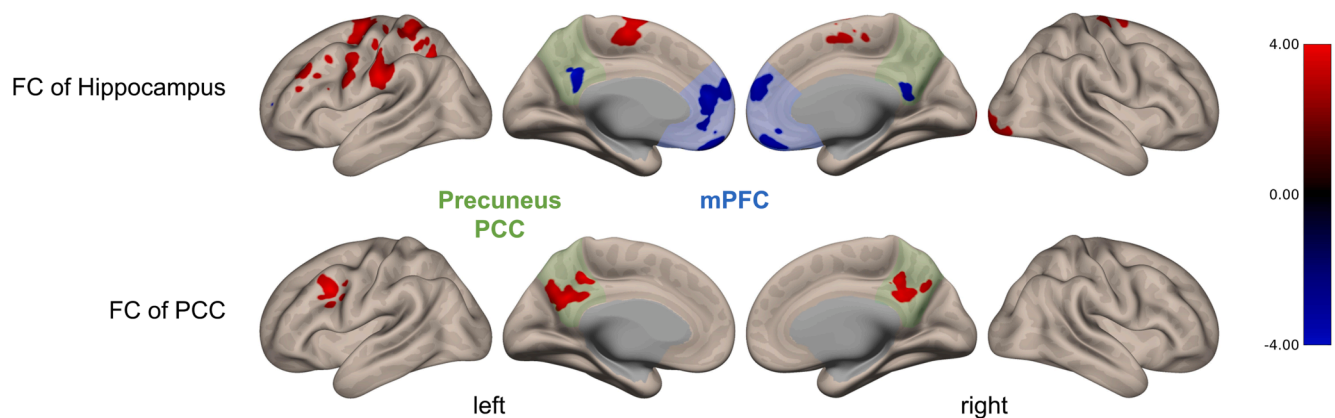 FC of Hippocampus
4.00
0.00
-4.00
Precuneus
PCC
mPFC
FC of PCC
left
right